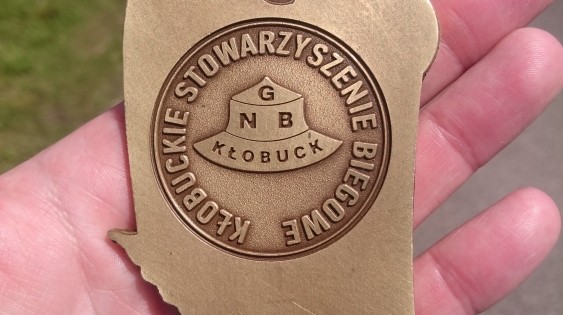 KŁOBUCKIE STOWARZYSZENIE BIEGOWE
G
N B
KŁOBUCK